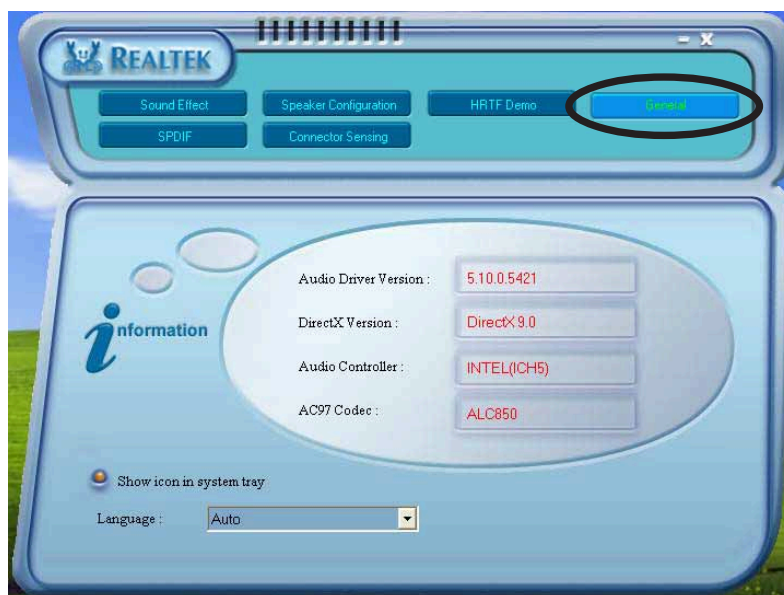 REALTEK
Sound Effect
Speaker Configuration
HRTF Demo
General
SPDIF
Connector Sensing
information
Audio Driver Version :
5.10.0.5421
DirectX Version :
DirectX 9.0
Audio Controller :
INTEL(ICH5)
AC97 Codec :
ALC850
Show icon in system tray
Language :
Auto